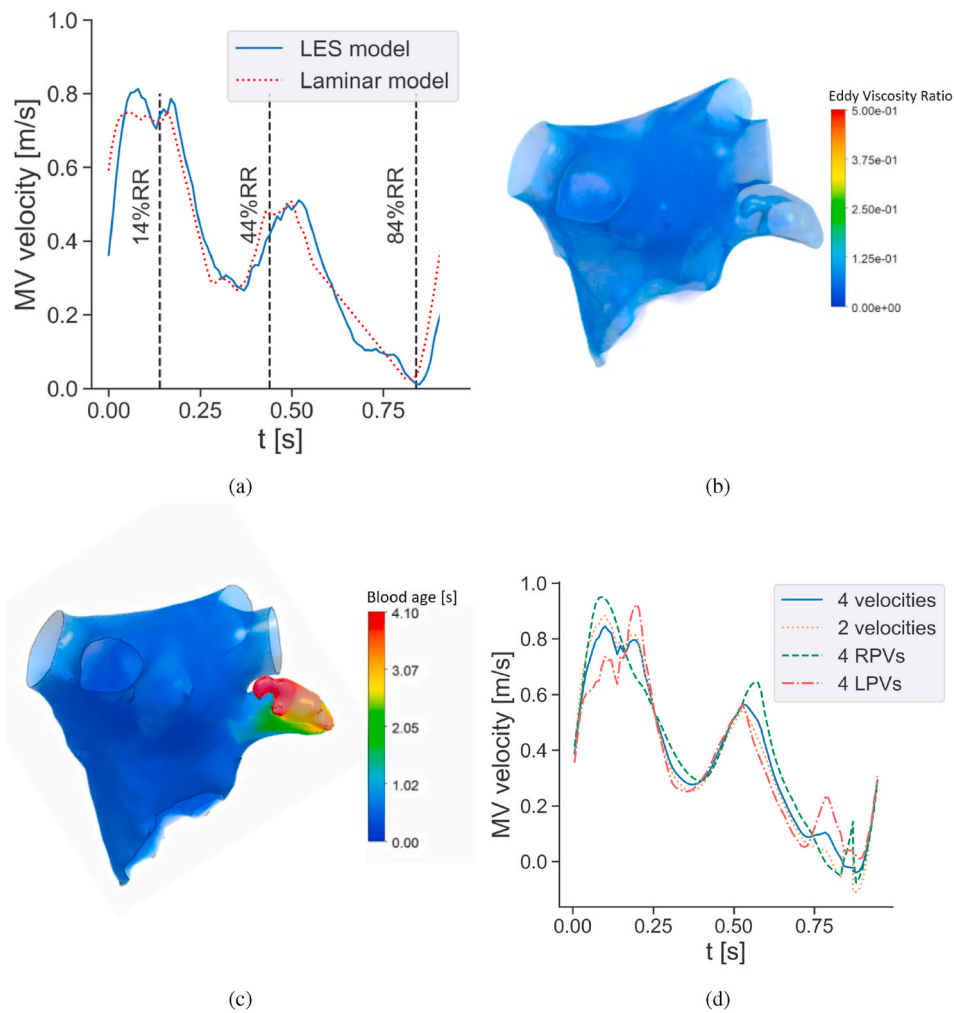 1.0
0.8
0.6
0.4
0.2
0.0
MV velocity [m/s]
LES model
Laminar model
14%RR
44%RR
84%RR
0.00 0.25 0.50 0.75
t [s]
(a)
Eddy Viscosity Ratio
5.00e-01
3.75e-01
2.50e-01
1.25e-01
0.00e+00
(b)
Blood age [s]
4.10
3.07
2.05
1.02
0.00
(c)
1.0
0.8
0.6
0.4
0.2
0.0
MV velocity [m/s]
4 velocities
2 velocities
4 RPVs
4 LPVs
0.00 0.25 0.50 0.75
t [s]
(d)